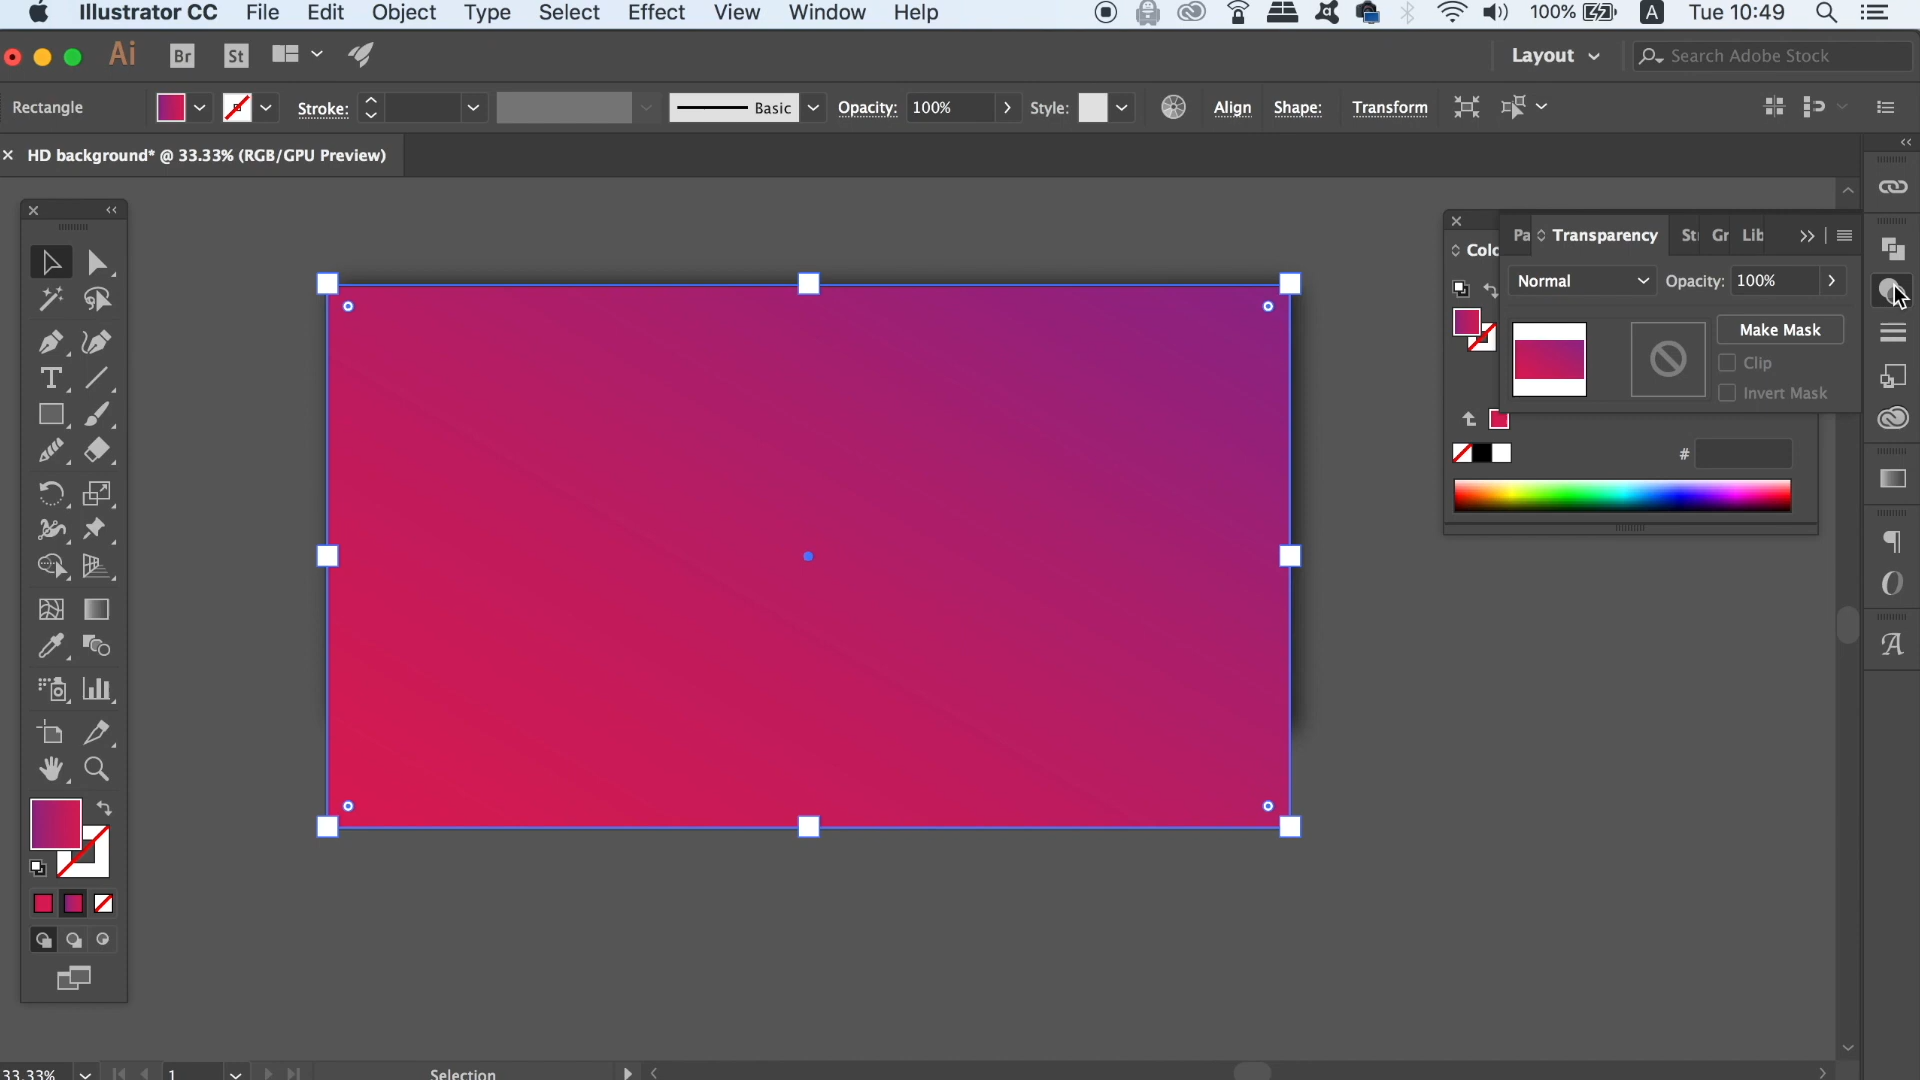 Illustrator CC File Edit Object Type Select Effect View Window Help 100% A Tue 10:49
Ai Br St Layout Search Adobe Stock
Rectangle Stroke: Basic Opacity: 100% Style: Align Shape: Transform
HD background* @ 33.33% (RGB/GPU Preview)
Pa Transparency St Gr Lib
Colo
Normal Opacity: 100%
Make Mask
Clip
Invert Mask
#
33.33% 1 Selection